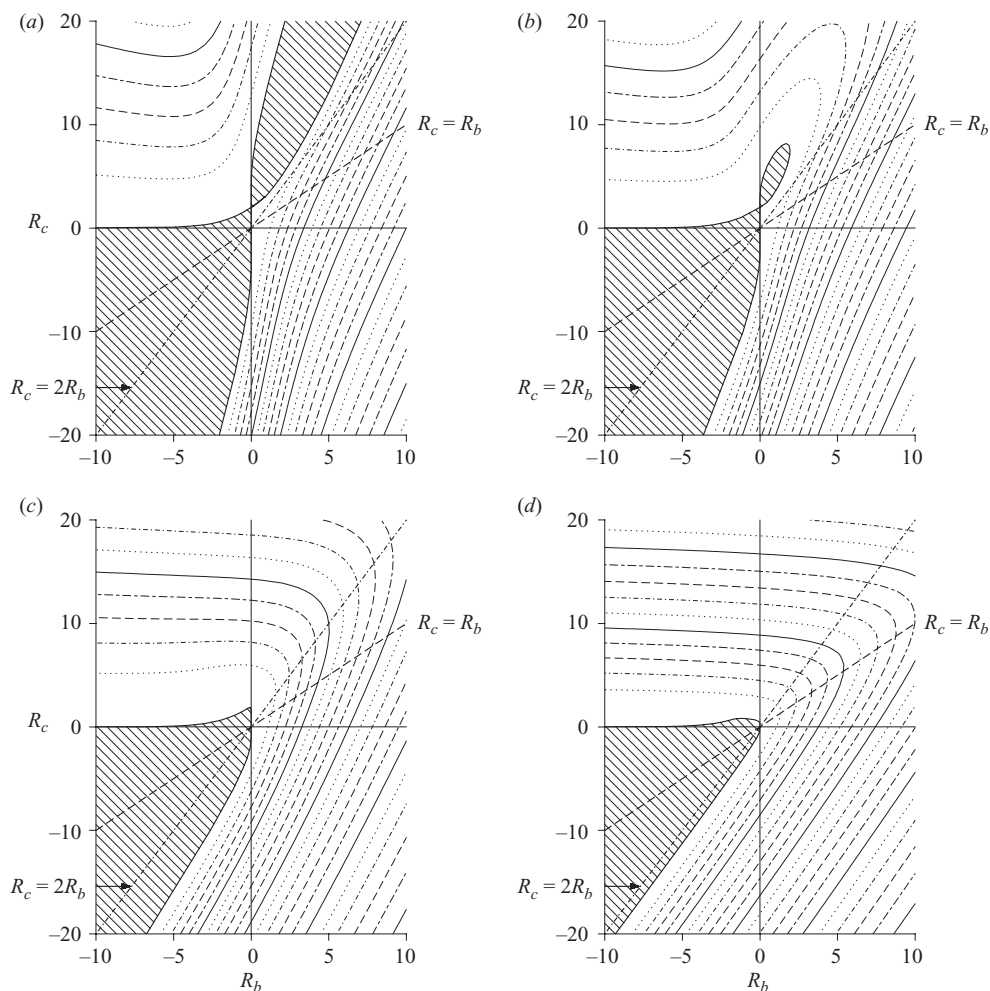 (a)
20
10
R_c
0
–10
R_c = 2R_b
–20
–10 –5 0 5 10
R_c = R_b
(b)
20
10
0
–10
R_c = 2R_b
–20
–10 –5 0 5 10
R_c = R_b
(c)
20
10
R_c
0
–10
R_c = 2R_b
–20
–10 –5 0 5 10
R_b
R_c = R_b
(d)
20
10
0
–10
R_c = 2R_b
–20
–10 –5 0 5 10
R_b
R_c = R_b